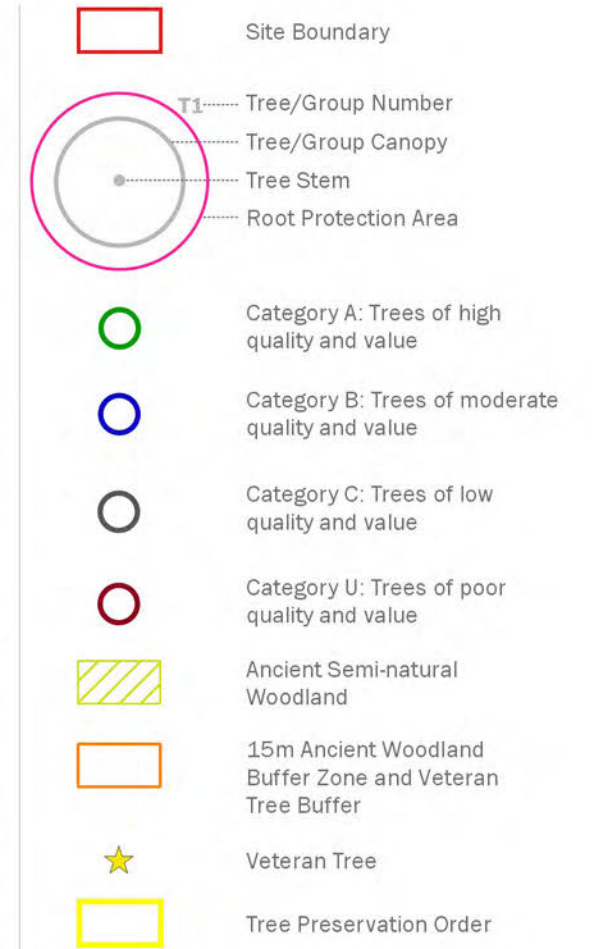 Site Boundary
T1
Tree/Group Number
Tree/Group Canopy
Tree Stem
Root Protection Area
Category A: Trees of high
quality and value
Category B: Trees of moderate
quality and value
Category C: Trees of low
quality and value
Category U: Trees of poor
quality and value
Ancient Semi-natural
Woodland
15m Ancient Woodland
Buffer Zone and Veteran
Tree Buffer
Veteran Tree
Tree Preservation Order